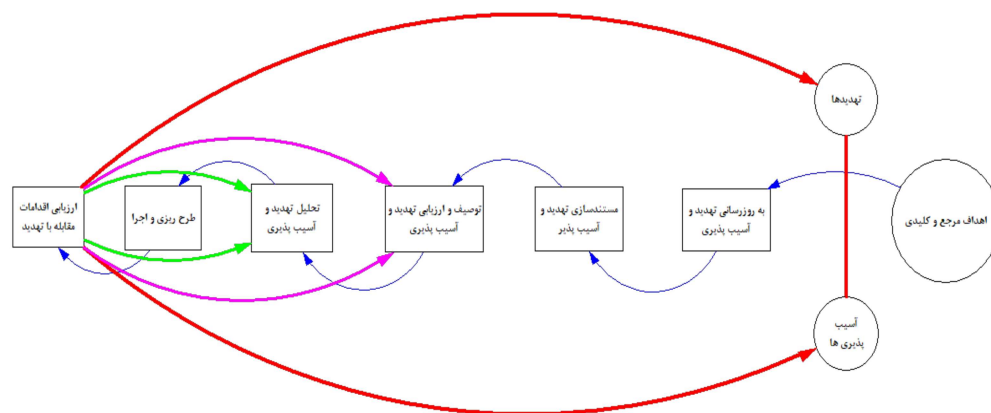 تهدیدها
اهداف مرجع و کلیدی
به روزرسانی تهدید و
آسیب پذیری
مستندسازی تهدید و
آسیب پذیر
توصیف و ارزیابی تهدید و
آسیب پذیری
تحلیل تهدید و
آسیب پذیری
طرح ریزی و اجرا
ارزیابی اقدامات
مقابله با تهدید
آسیب
پذیری ها